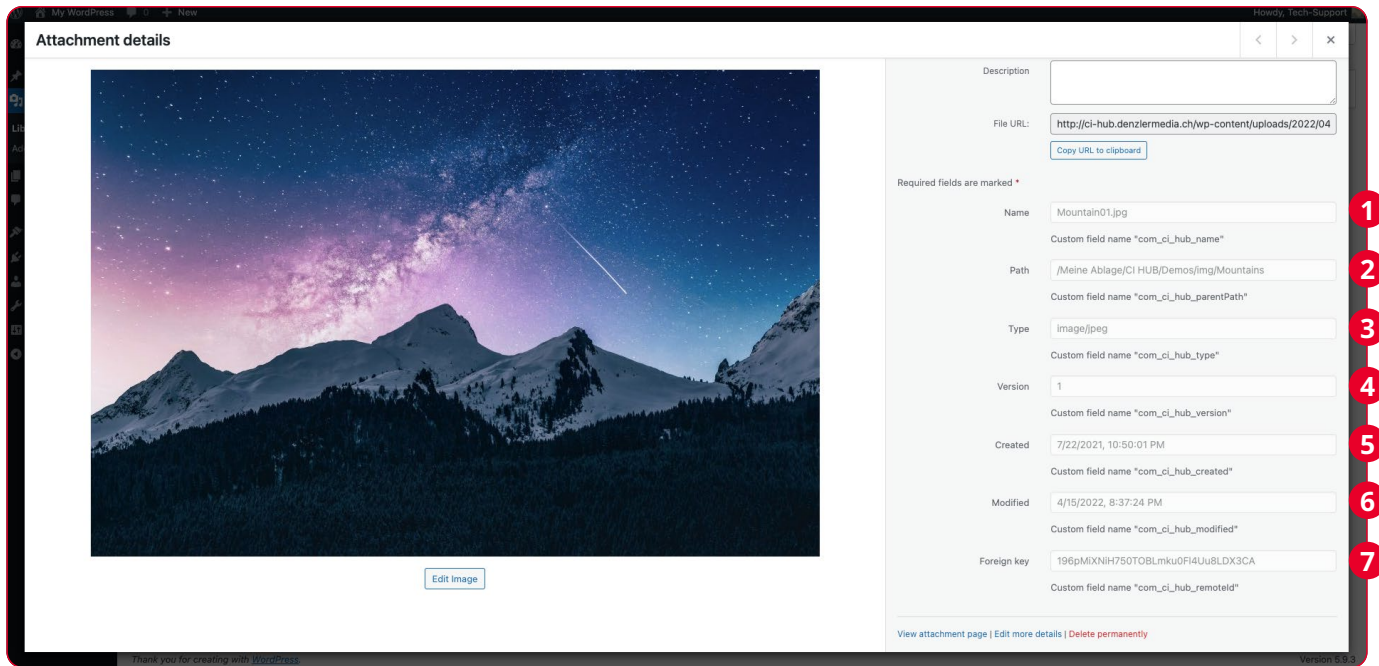 My WordPress 0 + New Howdy, Tech-Support
Attachment details
Description
File URL: http://ci-hub.denzlermedia.ch/wp-content/uploads/2022/04
Copy URL to clipboard
Required fields are marked *
Name Mountain01.jpg 1
Custom field name "com_ci_hub_name"
Path /Meine Ablage/CI HUB/Demos/img/Mountains 2
Custom field name "com_ci_hub_parentPath"
Type image/jpeg 3
Custom field name "com_ci_hub_type"
Version 1 4
Custom field name "com_ci_hub_version"
Created 7/22/2021, 10:50:01 PM 5
Custom field name "com_ci_hub_created"
Modified 4/15/2022, 8:37:24 PM 6
Custom field name "com_ci_hub_modified"
Foreign key 196pMiXNiH750TOBLmku0Fl4Uu8LDX3CA 7
Custom field name "com_ci_hub_remoteId"
Edit Image
View attachment page | Edit more details | Delete permanently
Thank you for creating with WordPress. Version 5.9.3